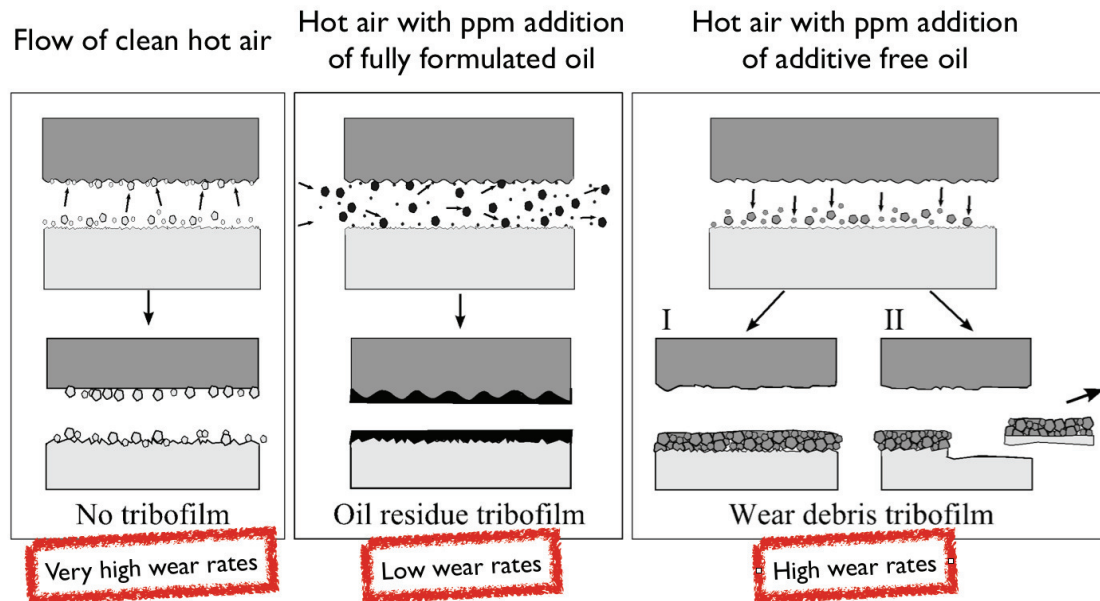 Flow of clean hot air
Hot air with ppm addition
of fully formulated oil
Hot air with ppm addition
of additive free oil
I
II
No tribofilm
Oil residue tribofilm
Wear debris tribofilm
Very high wear rates
Low wear rates
High wear rates